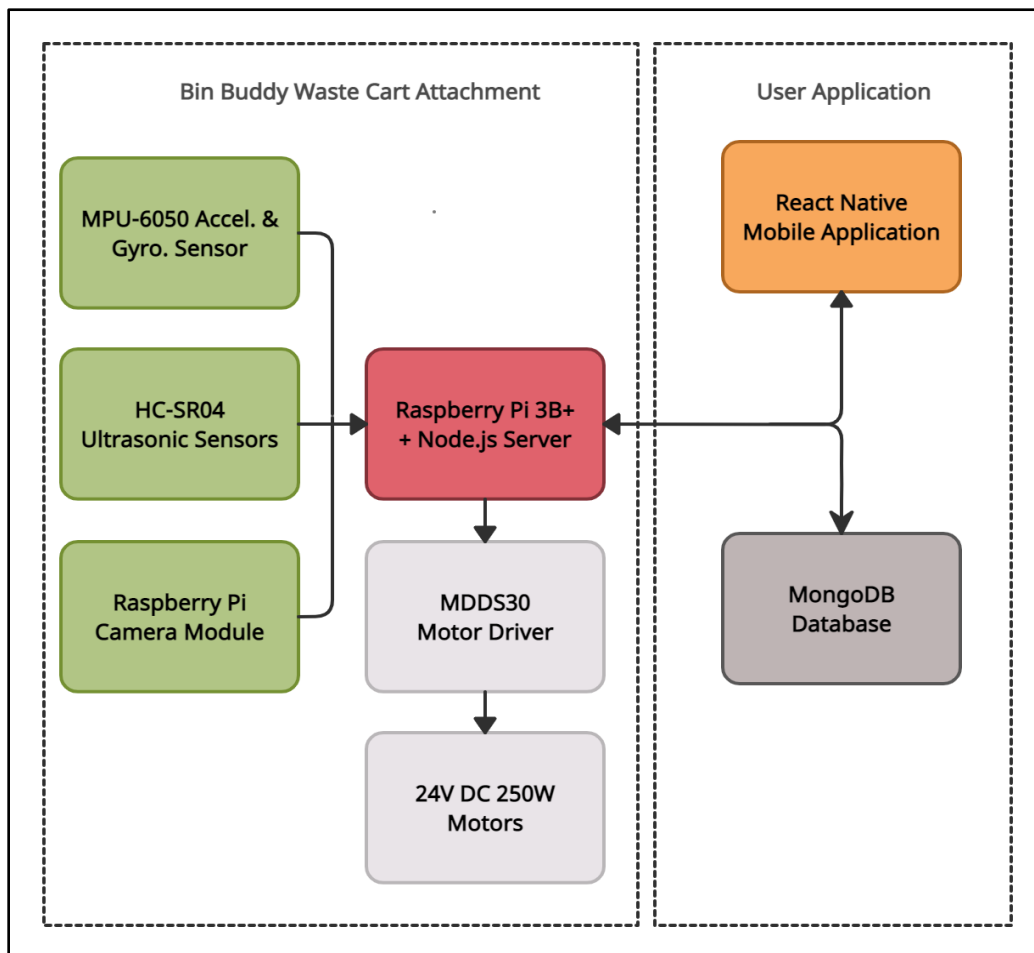 Bin Buddy Waste Cart Attachment
User Application
MPU-6050 Accel. &
Gyro. Sensor
HC-SR04
Ultrasonic Sensors
Raspberry Pi
Camera Module
Raspberry Pi 3B+
+ Node.js Server
MDDS30
Motor Driver
24V DC 250W
Motors
React Native
Mobile Application
MongoDB
Database